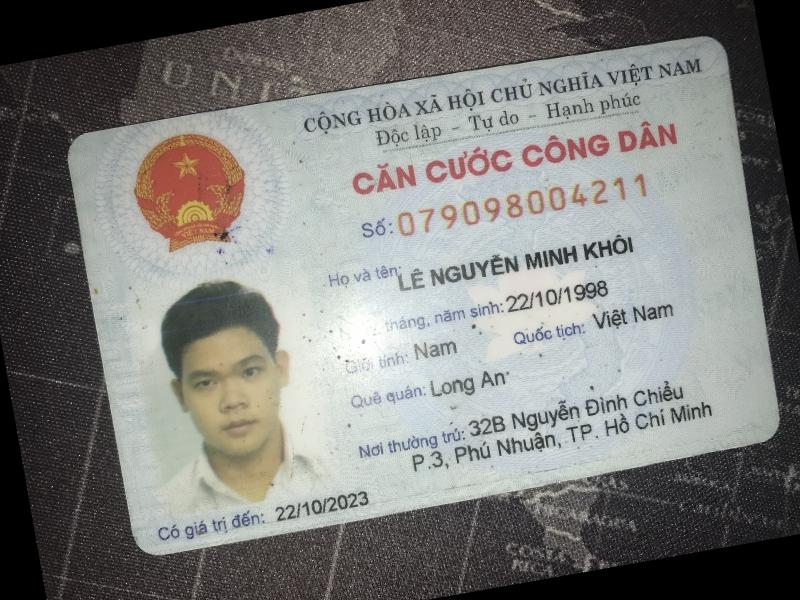 CỘNG HÒA XÃ HỘI CHỦ NGHĨA VIỆT NAM
Độc lập - Tự do - Hạnh phúc
CĂN CƯỚC CÔNG DÂN
Số: 079098004211
Họ và tên: LÊ NGUYỄN MINH KHÔI
tháng, năm sinh: 22/10/1998
Giới tính: Nam Quốc tịch: Việt Nam
Quê quán: Long An
Nơi thường trú: 32B Nguyễn Đình Chiểu
P.3, Phú Nhuận, TP. Hồ Chí Minh
Có giá trị đến: 22/10/2023
VIỆT NAM
UNI